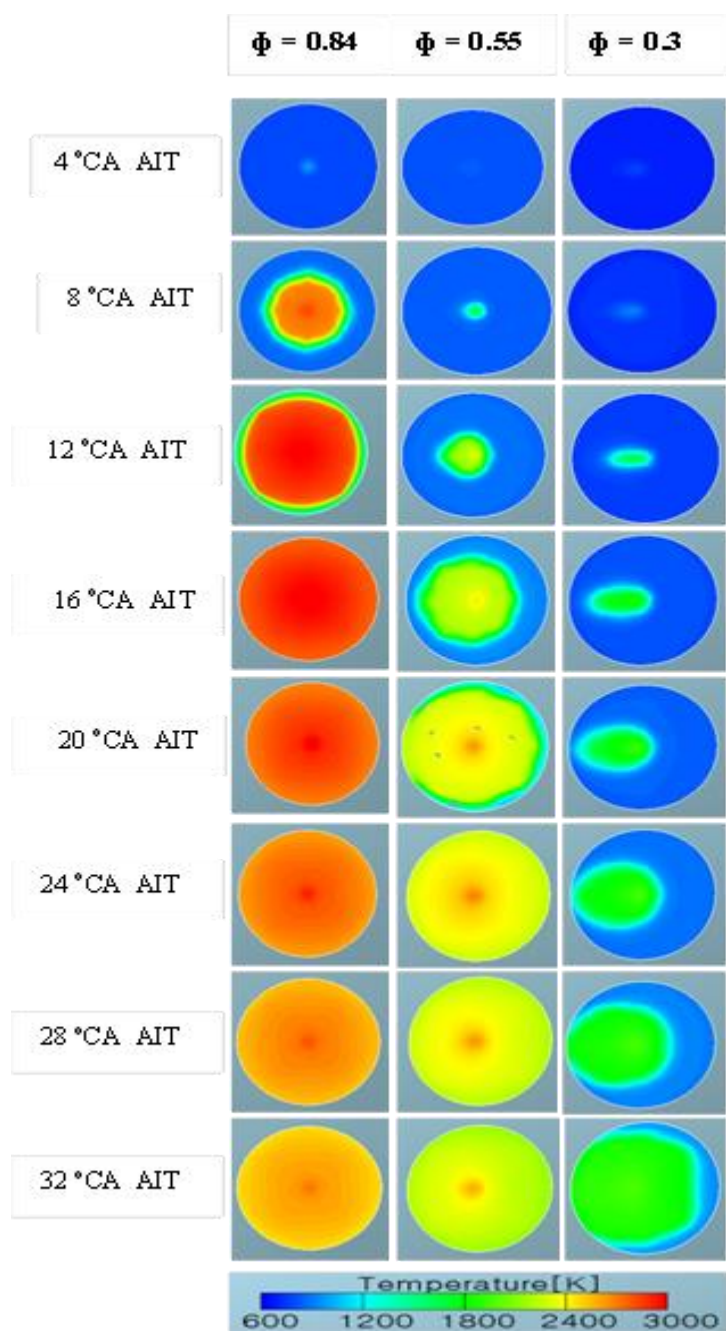 ϕ = 0.84 ϕ = 0.55 ϕ = 0.3
4 °CA AIT
8 °CA AIT
12 °CA AIT
16 °CA AIT
20 °CA AIT
24 °CA AIT
28 °CA AIT
32 °CA AIT
Temperature[K]
600 1200 1800 2400 3000